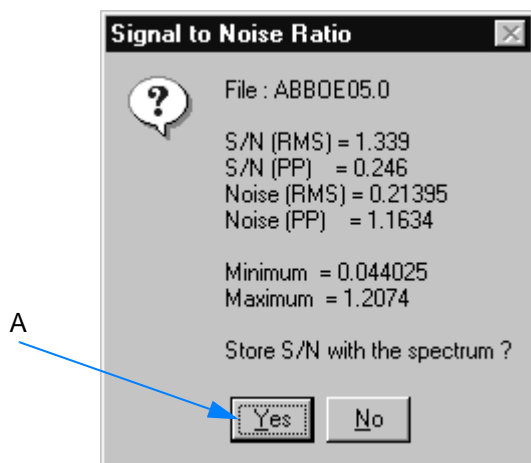 Signal to Noise Ratio
?
File : ABBOE05.0
S/N (RMS) = 1.339
S/N (PP) = 0.246
Noise (RMS) = 0.21395
Noise (PP) = 1.1634
Minimum = 0.044025
Maximum = 1.2074
A
Store S/N with the spectrum ?
Yes No